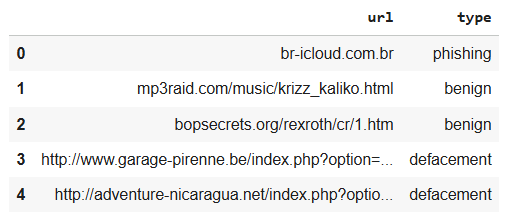 url type
0 br-icloud.com.br phishing
1 mp3raid.com/music/krizz_kaliko.html benign
2 bopsecrets.org/rexroth/cr/1.htm benign
3 http://www.garage-pirenne.be/index.php?option=... defacement
4 http://adventure-nicaragua.net/index.php?optio... defacement